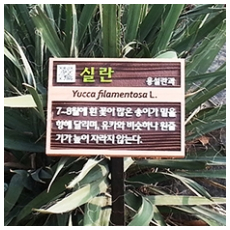 실란
용설란과
Yucca filamentosa L.
7~8월에 흰 꽃이 많은 송이가 밑을
향해 달리며, 유카와 비슷하나 원줄
기가 높이 자라지 않는다.